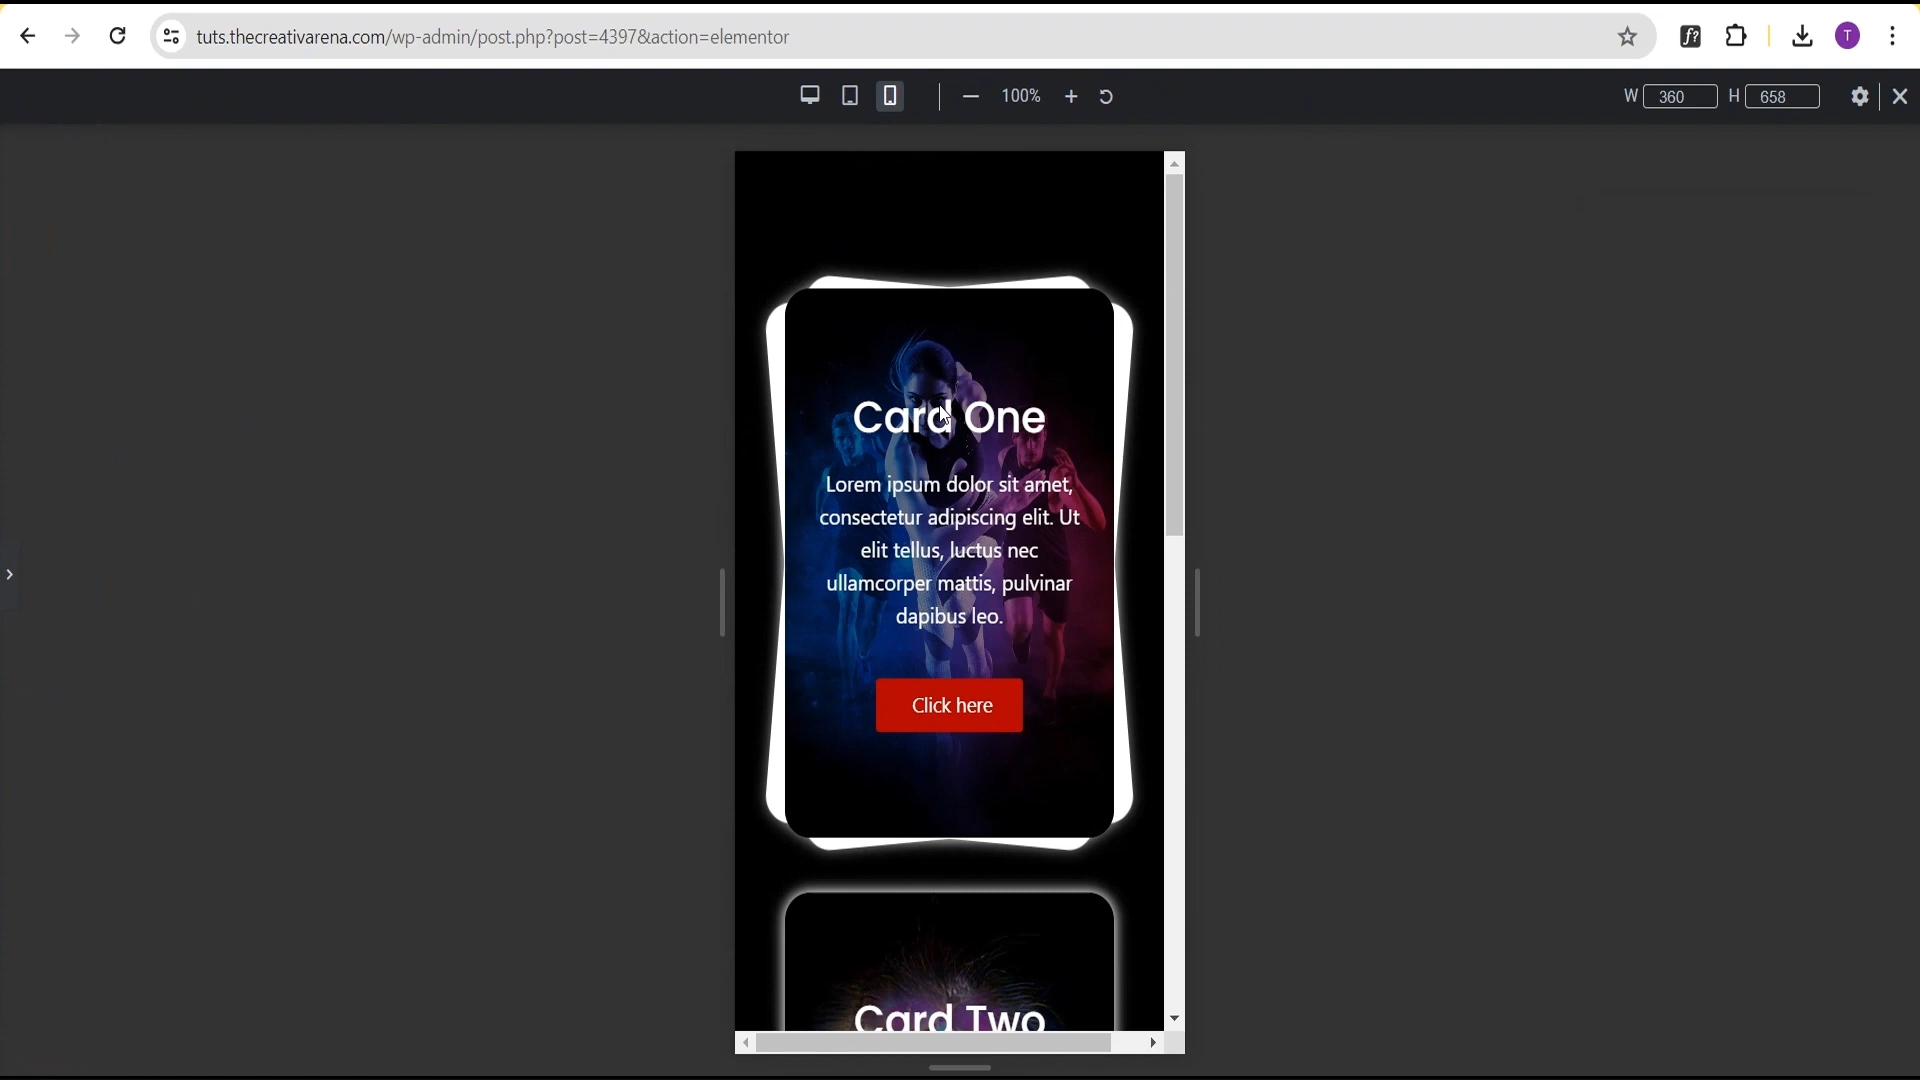 tuts.thecreativarena.com/wp-admin/post.php?post=4397&action=elementor
f?
T
100%
W 360 H 658
Card One
Lorem ipsum dolor sit amet,
consectetur adipiscing elit. Ut
elit tellus, luctus nec
ullamcorper mattis, pulvinar
dapibus leo.
Click here
Card Two